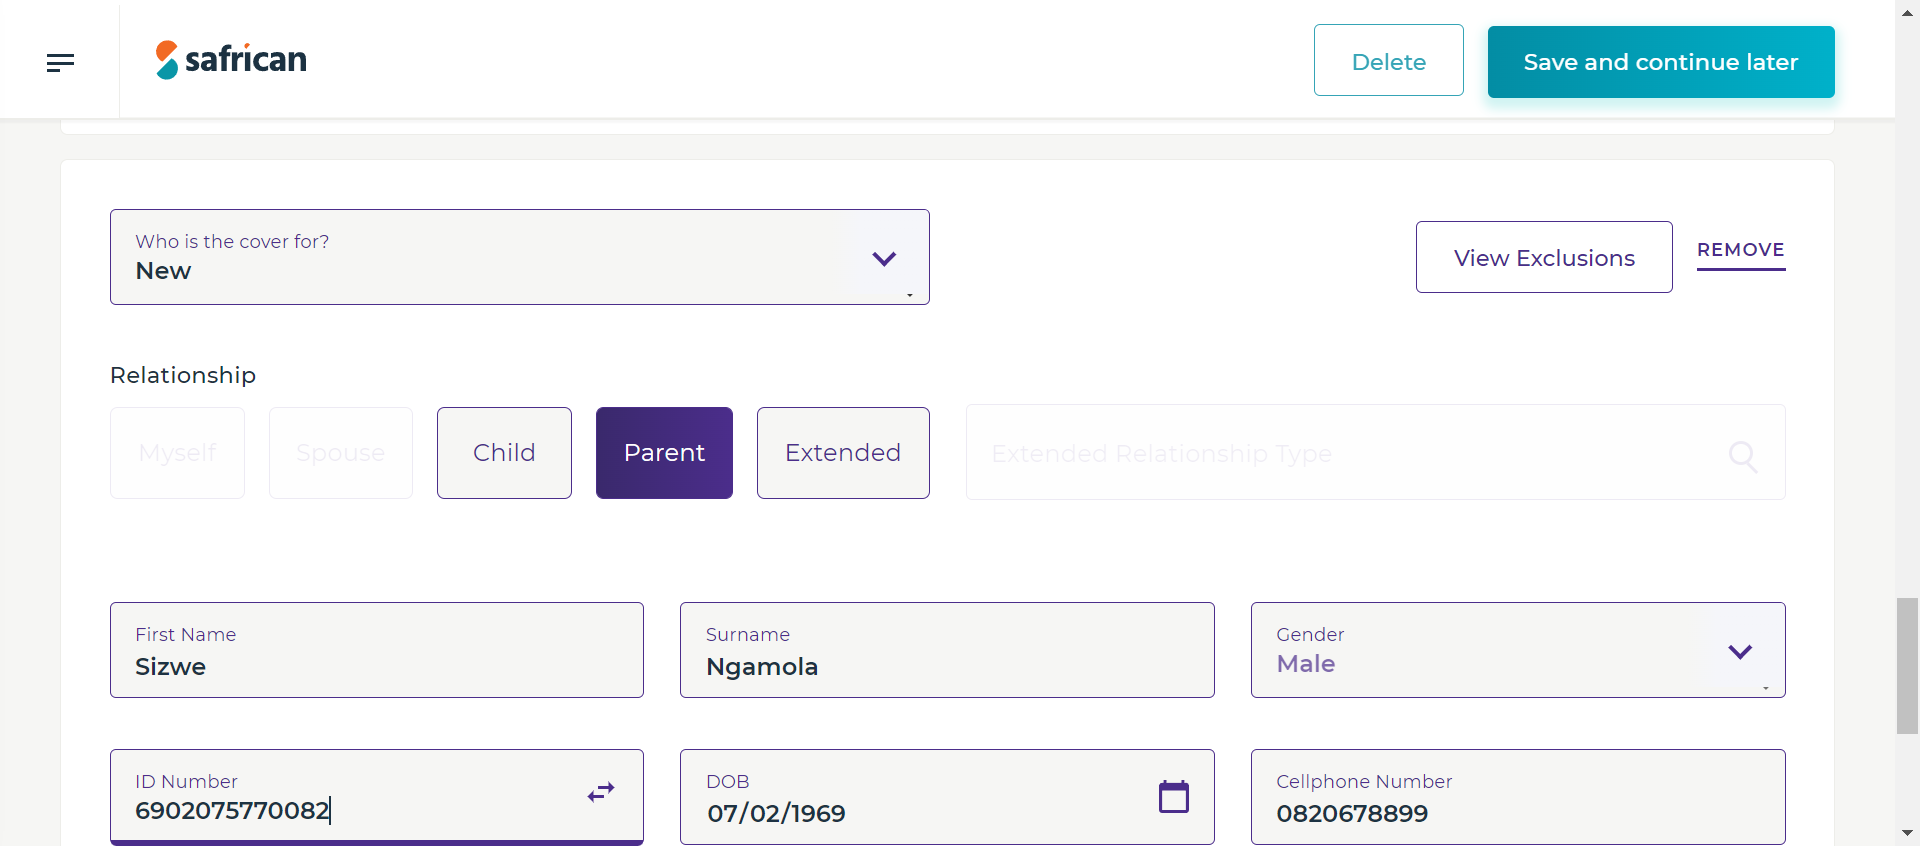 safrican
Delete
Save and continue later
Who is the cover for?
New
View Exclusions
REMOVE
Relationship
Myself
Spouse
Child
Parent
Extended
Extended Relationship Type
First Name
Sizwe
Surname
Ngamola
Gender
Male
ID Number
6902075770082
DOB
07/02/1969
Cellphone Number
0820678899